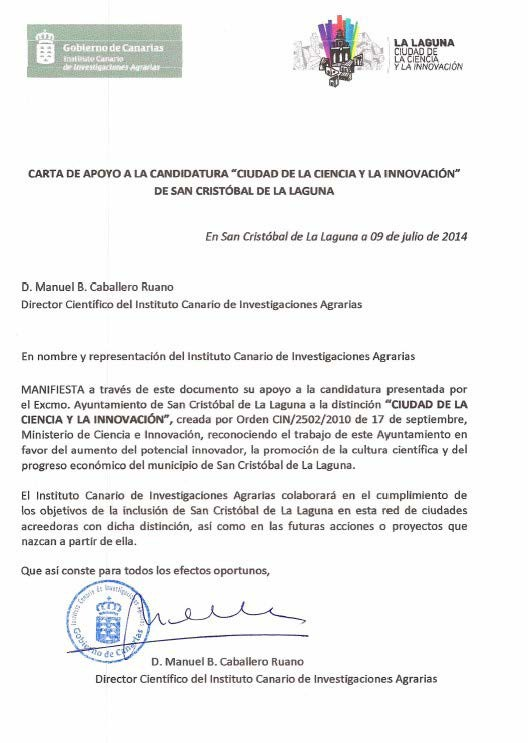 Gobierno de Canarias
Instituto Canario
de Investigaciones Agrarias
LA LAGUNA
CIUDAD DE
LA CIENCIA
Y LA INNOVACIÓN
CARTA DE APOYO A LA CANDIDATURA “CIUDAD DE LA CIENCIA Y LA INNOVACIÓN”
DE SAN CRISTÓBAL DE LA LAGUNA
En San Cristóbal de La Laguna a 09 de julio de 2014
D. Manuel B. Caballero Ruano
Director Científico del Instituto Canario de Investigaciones Agrarias
En nombre y representación del Instituto Canario de Investigaciones Agrarias
MANIFIESTA a través de este documento su apoyo a la candidatura presentada por
el Excmo. Ayuntamiento de San Cristóbal de La Laguna a la distinción “CIUDAD DE LA
CIENCIA Y LA INNOVACIÓN”, creada por Orden CIN/2502/2010 de 17 de septiembre,
Ministerio de Ciencia e Innovación, reconociendo el trabajo de este Ayuntamiento en
favor del aumento del potencial innovador, la promoción de la cultura científica y del
progreso económico del municipio de San Cristóbal de La Laguna.
El Instituto Canario de Investigaciones Agrarias colaborará en el cumplimiento de
los objetivos de la inclusión de San Cristóbal de La Laguna en esta red de ciudades
acreedoras con dicha distinción, así como en las futuras acciones o proyectos que
nazcan a partir de ella.
Que así conste para todos los efectos oportunos,
Instituto Canario de Investigaciones Agrarias
Gobierno de Canarias
D. Manuel B. Caballero Ruano
Director Científico del Instituto Canario de Investigaciones Agrarias